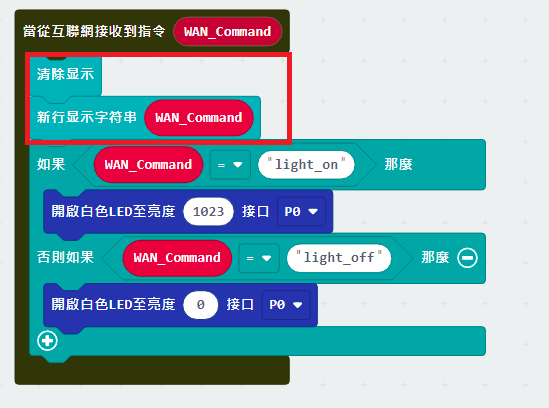 當從互聯網接收到指令 WAN_Command
清除显示
新行显示字符串 WAN_Command
如果 WAN_Command = "light_on" 那麼
開啟白色LED至亮度 1023 接口 P0
否則如果 WAN_Command = "light_off" 那麼
開啟白色LED至亮度 0 接口 P0